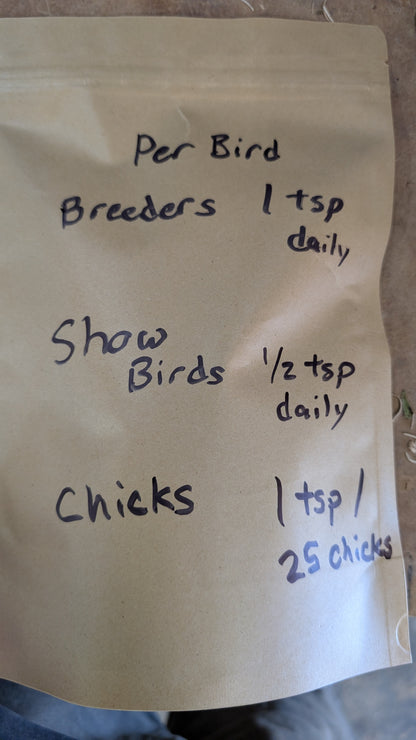 Per Bird
Breeders 1 tsp
daily
Show
Birds 1/2 tsp
daily
Chicks 1 tsp /
25 chicks